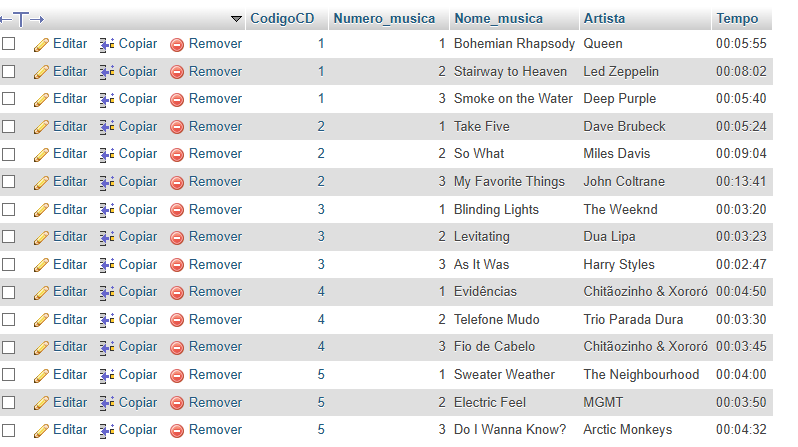 CodigoCD Numero_musica Nome_musica Artista Tempo
Editar Copiar Remover 1 1 Bohemian Rhapsody Queen 00:05:55
Editar Copiar Remover 1 2 Stairway to Heaven Led Zeppelin 00:08:02
Editar Copiar Remover 1 3 Smoke on the Water Deep Purple 00:05:40
Editar Copiar Remover 2 1 Take Five Dave Brubeck 00:05:24
Editar Copiar Remover 2 2 So What Miles Davis 00:09:04
Editar Copiar Remover 2 3 My Favorite Things John Coltrane 00:13:41
Editar Copiar Remover 3 1 Blinding Lights The Weeknd 00:03:20
Editar Copiar Remover 3 2 Levitating Dua Lipa 00:03:23
Editar Copiar Remover 3 3 As It Was Harry Styles 00:02:47
Editar Copiar Remover 4 1 Evidências Chitãozinho & Xororó 00:04:50
Editar Copiar Remover 4 2 Telefone Mudo Trio Parada Dura 00:03:30
Editar Copiar Remover 4 3 Fio de Cabelo Chitãozinho & Xororó 00:03:45
Editar Copiar Remover 5 1 Sweater Weather The Neighbourhood 00:04:00
Editar Copiar Remover 5 2 Electric Feel MGMT 00:03:50
Editar Copiar Remover 5 3 Do I Wanna Know? Arctic Monkeys 00:04:32